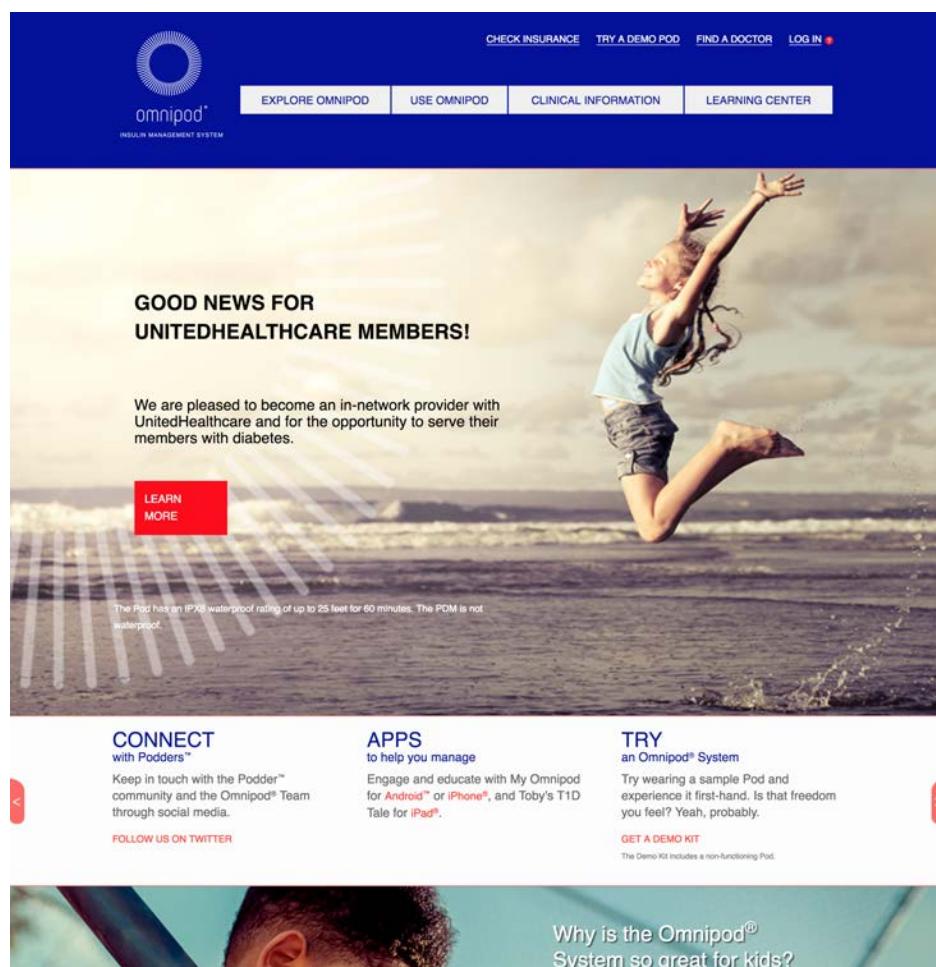 CHECK INSURANCE TRY A DEMO POD FIND A DOCTOR LOG IN ?
omnipod®
INSULIN MANAGEMENT SYSTEM
EXPLORE OMNIPOD USE OMNIPOD CLINICAL INFORMATION LEARNING CENTER
GOOD NEWS FOR
UNITEDHEALTHCARE MEMBERS!
We are pleased to become an in-network provider with
UnitedHealthcare and for the opportunity to serve their
members with diabetes.
LEARN
MORE
The Pod has an IPX8 waterproof rating of up to 25 feet for 60 minutes. The PDM is not
waterproof.
CONNECT
with Podders™
Keep in touch with the Podder™
community and the Omnipod® Team
through social media.
FOLLOW US ON TWITTER
APPS
to help you manage
Engage and educate with My Omnipod
for Android™ or iPhone®, and Toby's T1D
Tale for iPad®.
TRY
an Omnipod® System
Try wearing a sample Pod and
experience it first-hand. Is that freedom
you feel? Yeah, probably.
GET A DEMO KIT
The Demo Kit includes a non-functioning Pod.
<
Why is the Omnipod®
System so great for kids?